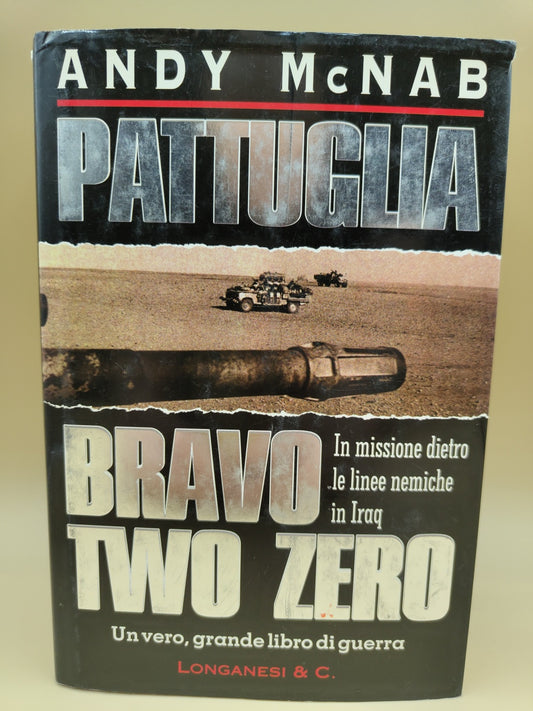 ANDY McNAB
PATTUGLIA
BRAVO
In missione dietro
le linee nemiche
in Iraq
TWO ZERO
Un vero, grande libro di guerra
LONGANESI & C.